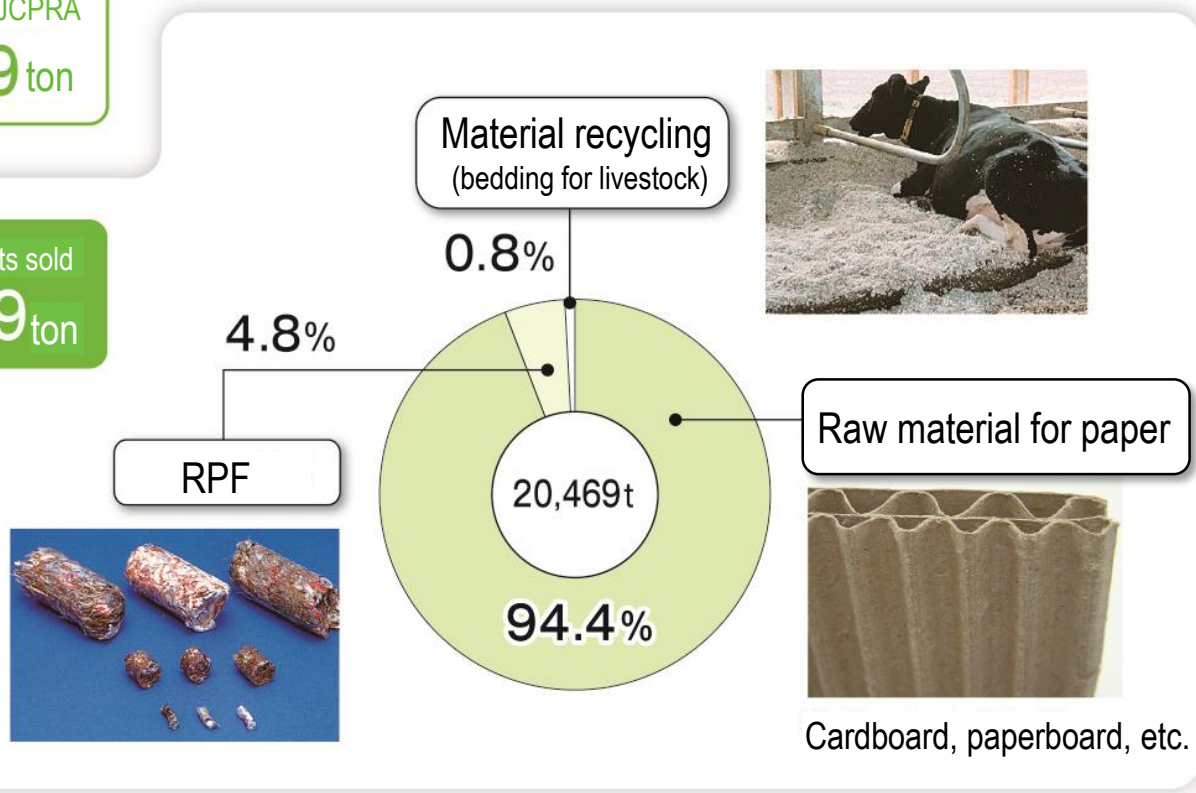 JCPRA
9 ton
ts sold
9 ton
Material recycling
(bedding for livestock)
0.8%
4.8%
RPF
Raw material for paper
20,469t
94.4%
Cardboard, paperboard, etc.